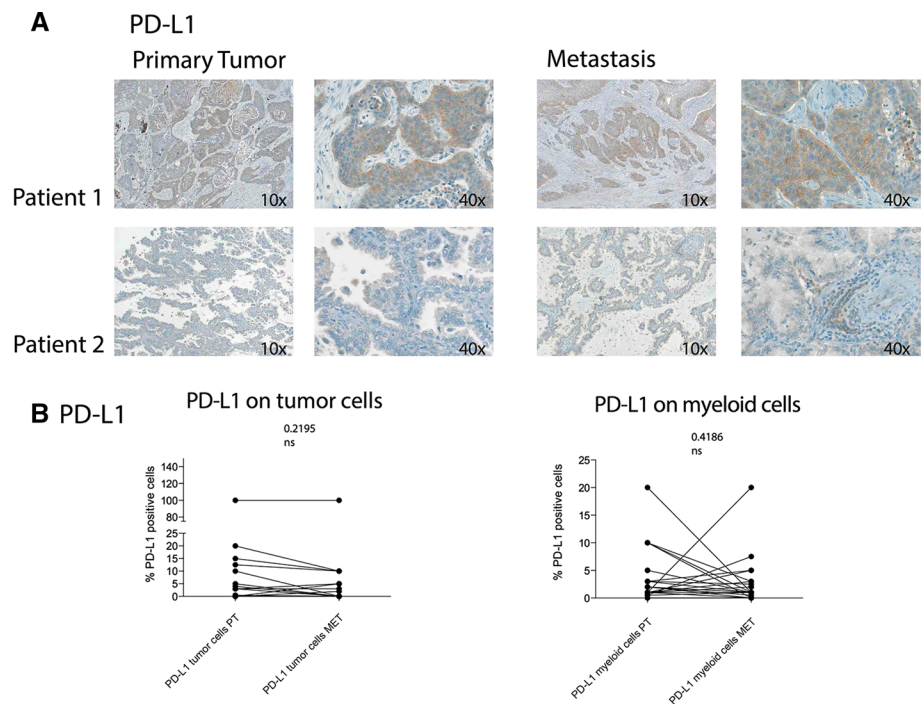 A
PD-L1
Primary Tumor
Metastasis
Patient 1
10x
40x
10x
40x
Patient 2
10x
40x
10x
40x
B PD-L1
PD-L1 on tumor cells
0.2195
ns
% PD-L1 positive cells
140
120
100
80
25
20
15
10
5
0
PD-L1 tumor cells PT
PD-L1 tumor cells MET
PD-L1 on myeloid cells
0.4186
ns
% PD-L1 positive cells
25
20
15
10
5
0
PD-L1 myeloid cells PT
PD-L1 myeloid cells MET